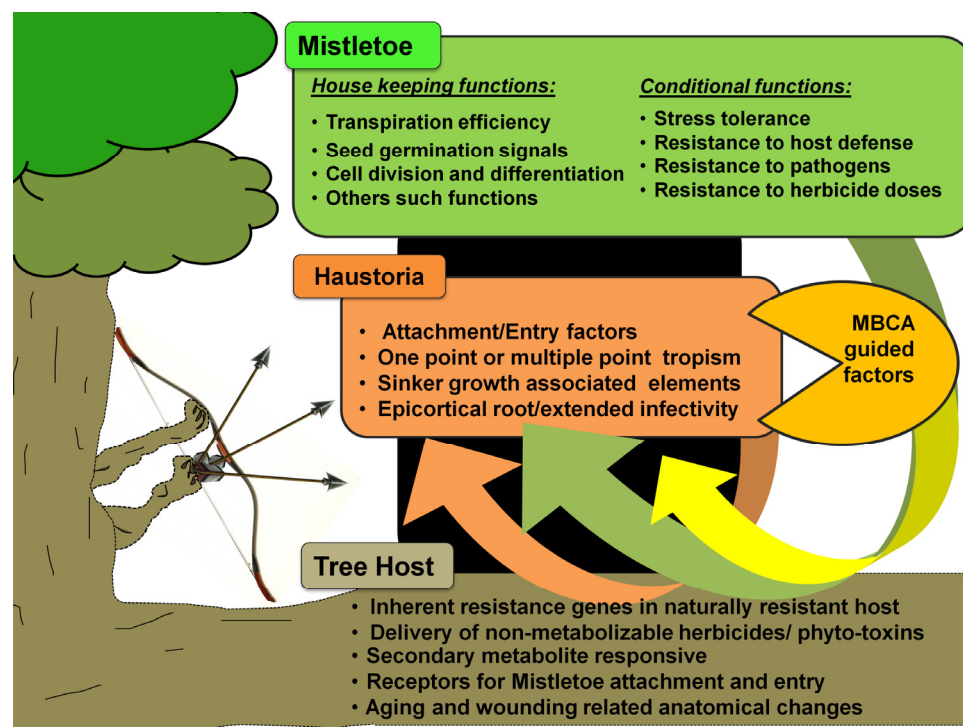 Mistletoe
House keeping functions:
• Transpiration efficiency
• Seed germination signals
• Cell division and differentiation
• Others such functions
Conditional functions:
• Stress tolerance
• Resistance to host defense
• Resistance to pathogens
• Resistance to herbicide doses
Haustoria
• Attachment/Entry factors
• One point or multiple point tropism
• Sinker growth associated elements
• Epicortical root/extended infectivity
MBCA
guided
factors
Tree Host
• Inherent resistance genes in naturally resistant host
• Delivery of non-metabolizable herbicides/ phyto-toxins
• Secondary metabolite responsive
• Receptors for Mistletoe attachment and entry
• Aging and wounding related anatomical changes